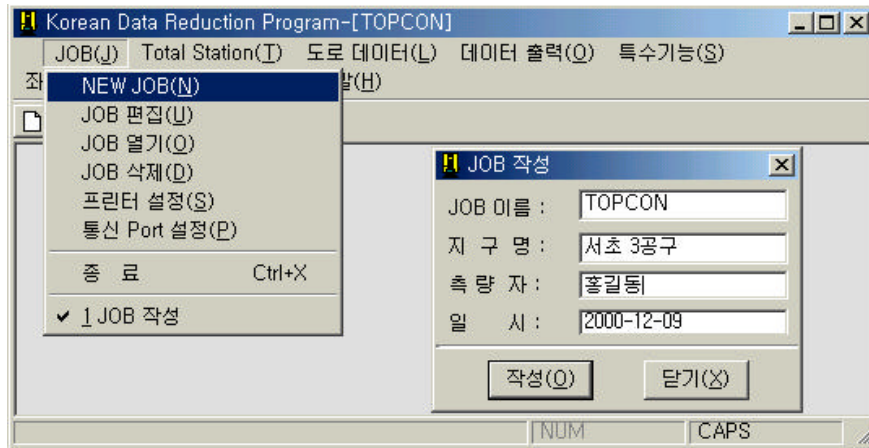 Korean Data Reduction Program-[TOPCON]
JOB(J) Total Station(T) 도로 데이터(L) 데이터 출력(O) 특수기능(S)
(H)
NEW JOB(N)
JOB 편집(U)
JOB 열기(O)
JOB 삭제(D)
프린터 설정(S)
통신 Port 설정(P)
종 료 Ctrl+X
✔ 1 JOB 작성
JOB 작성
JOB 이름 : TOPCON
지 구 명 : 서초 3공구
측 량 자 : 홍길동
일 시 : 2000-12-09
작성(O) 닫기(X)
NUM CAPS